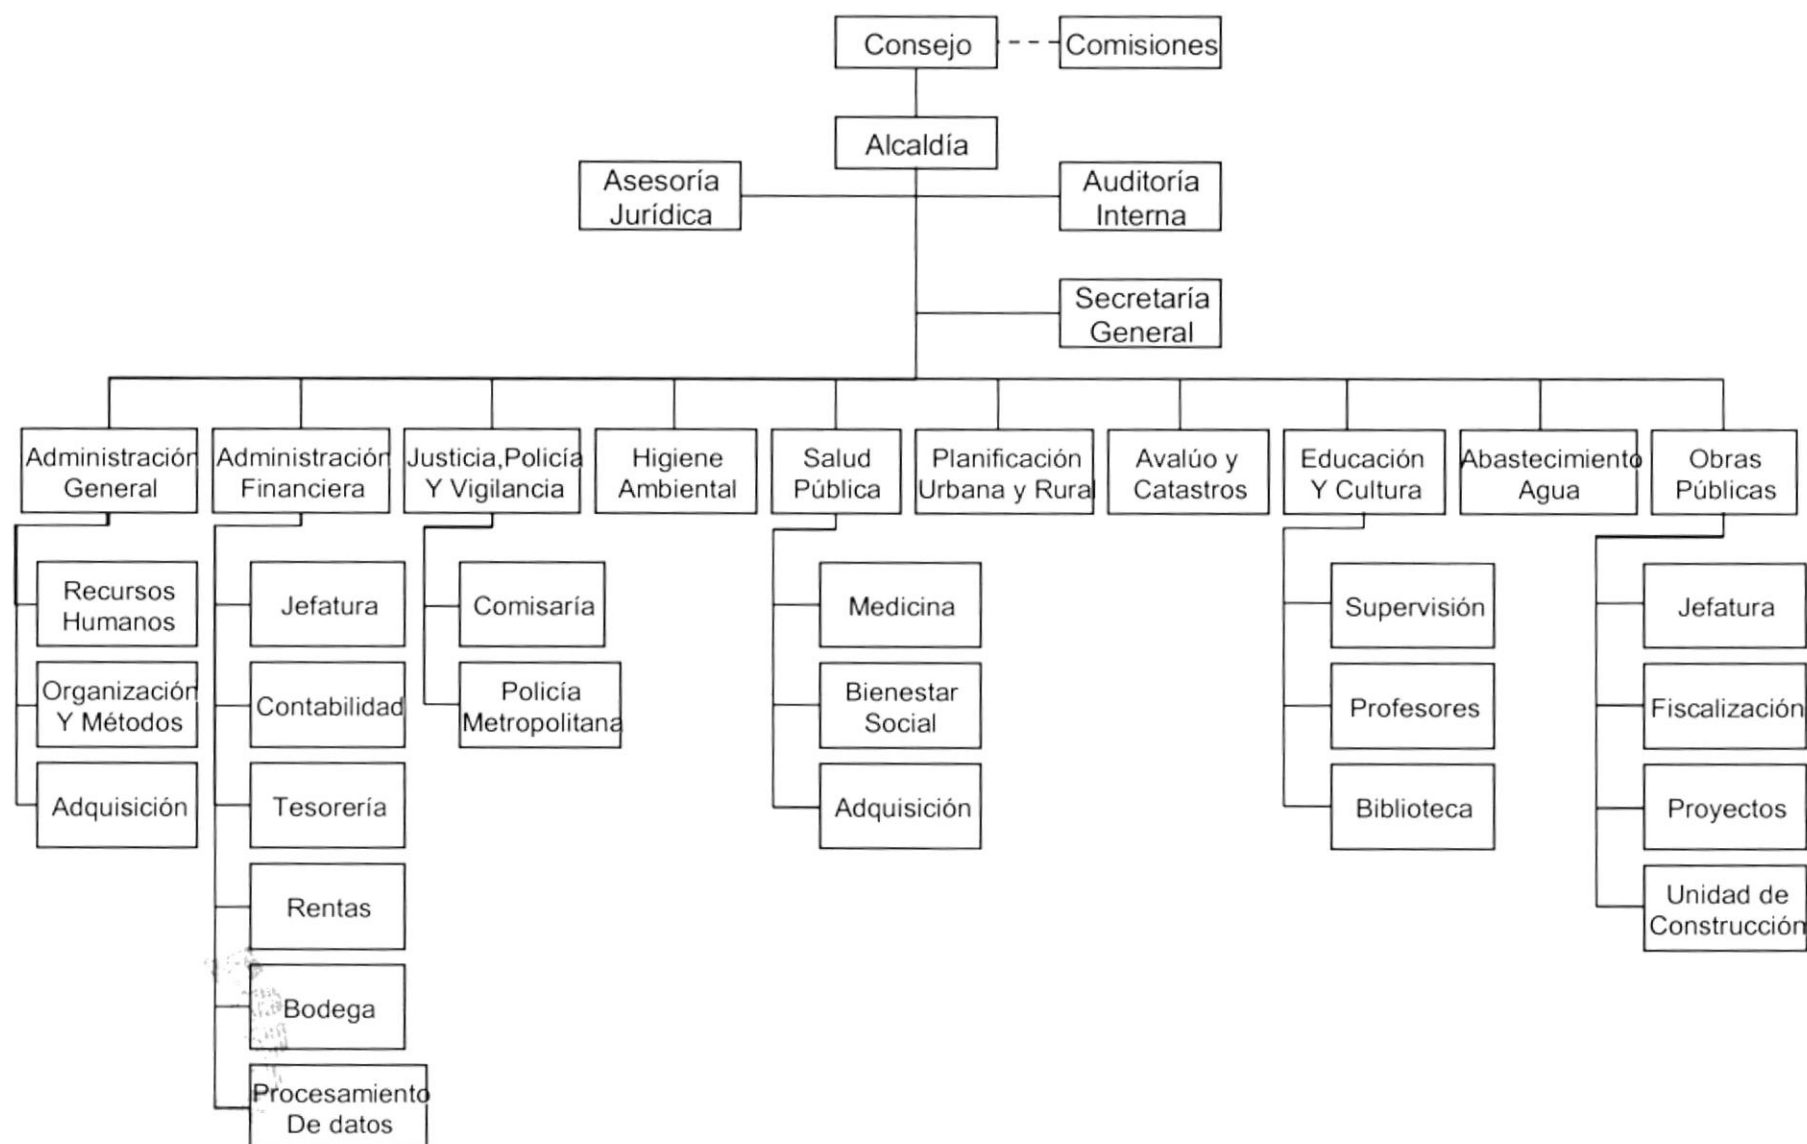 Consejo
Comisiones
Alcaldía
Asesoría
Jurídica
Auditoría
Interna
Secretaría
General
Administración
General
Administración
Financiera
Justicia,Policía
Y Vigilancia
Higiene
Ambiental
Salud
Pública
Planificación
Urbana y Rural
Avalúo y
Catastros
Educación
Y Cultura
Abastecimiento
Agua
Obras
Públicas
Recursos
Humanos
Organización
Y Métodos
Adquisición
Jefatura
Contabilidad
Tesorería
Rentas
Bodega
Procesamiento
De datos
Comisaría
Policía
Metropolitana
Medicina
Bienestar
Social
Adquisición
Supervisión
Profesores
Biblioteca
Jefatura
Fiscalización
Proyectos
Unidad de
Construcción